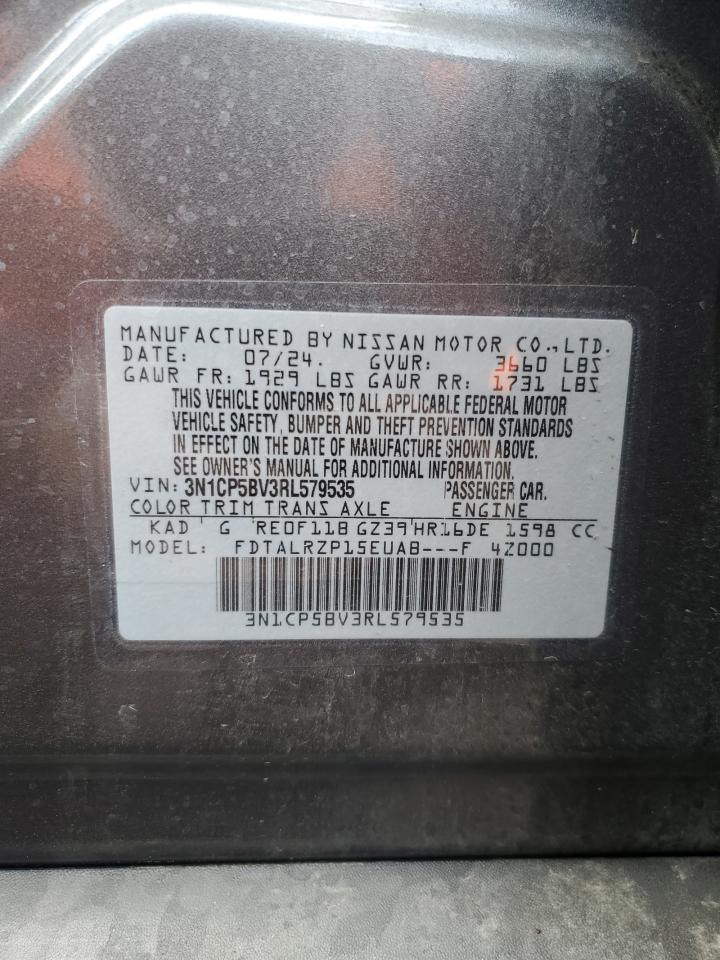 MANUFACTURED BY NISSAN MOTOR CO.,LTD.
DATE: 07/24. GVWR: 3660 LBS
GAWR FR: 1929 LBS GAWR RR: 1731 LBS
THIS VEHICLE CONFORMS TO ALL APPLICABLE FEDERAL MOTOR
VEHICLE SAFETY, BUMPER AND THEFT PREVENTION STANDARDS
IN EFFECT ON THE DATE OF MANUFACTURE SHOWN ABOVE.
SEE OWNER'S MANUAL FOR ADDITIONAL INFORMATION.
VIN: 3N1CP5BV3RL579535 PASSENGER CAR.
COLOR TRIM TRANS AXLE ENGINE
KAD G RE0F11B GZ39 HR16DE 1598 CC
MODEL: FDTALRZP15EUAB---F 4Z000
3N1CP5BV3RL579535